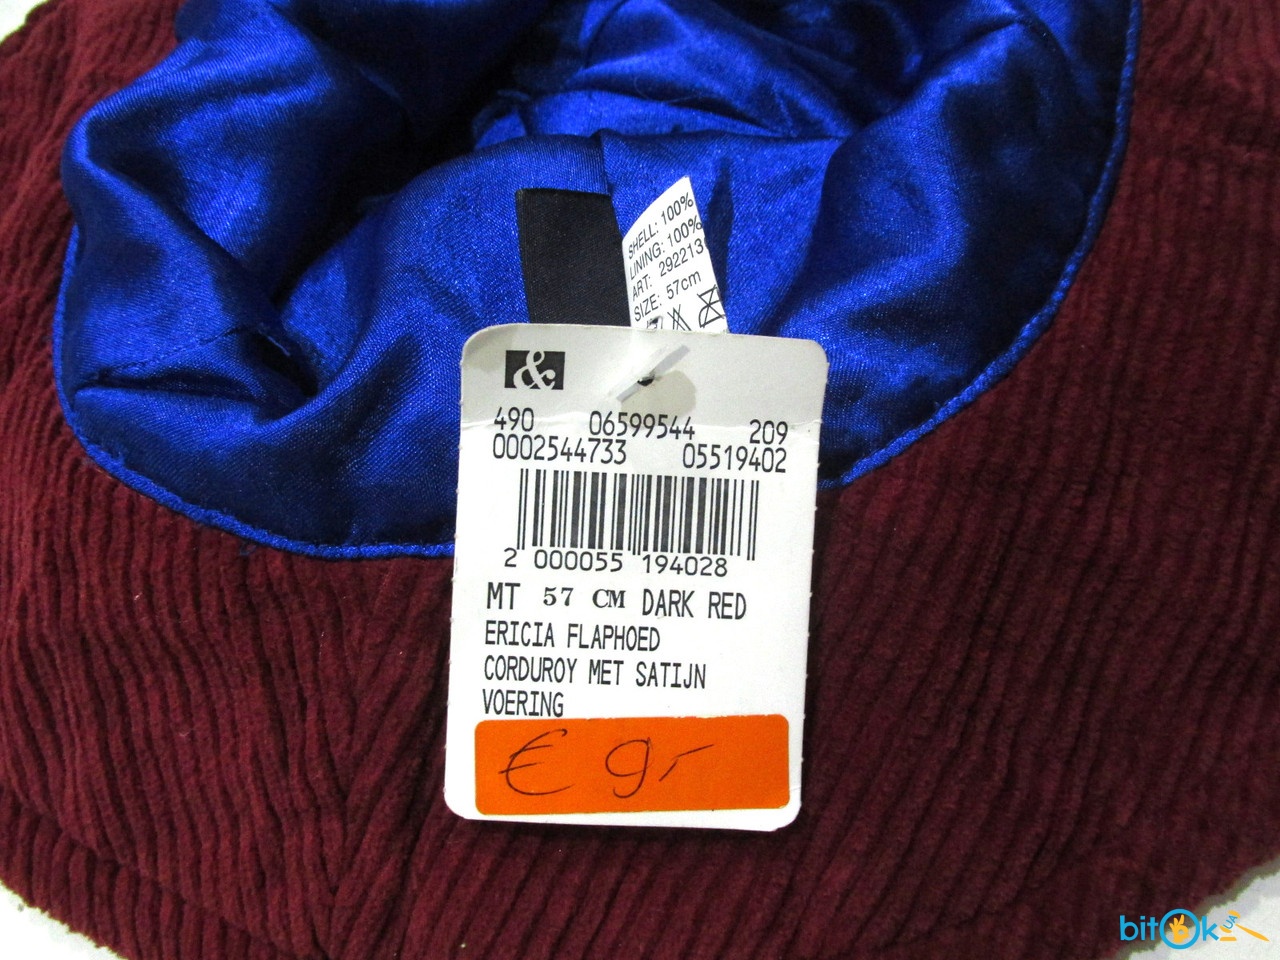 SHELL: 100%
LINING: 100%
ART: 292213
SIZE: 57cm
&
490 06599544 209
0002544733 05519402
2 000055 194028
MT 57 CM DARK RED
ERICIA FLAPHOED
CORDUROY MET SATIJN
VOERING
€ 9,-
bitok UA